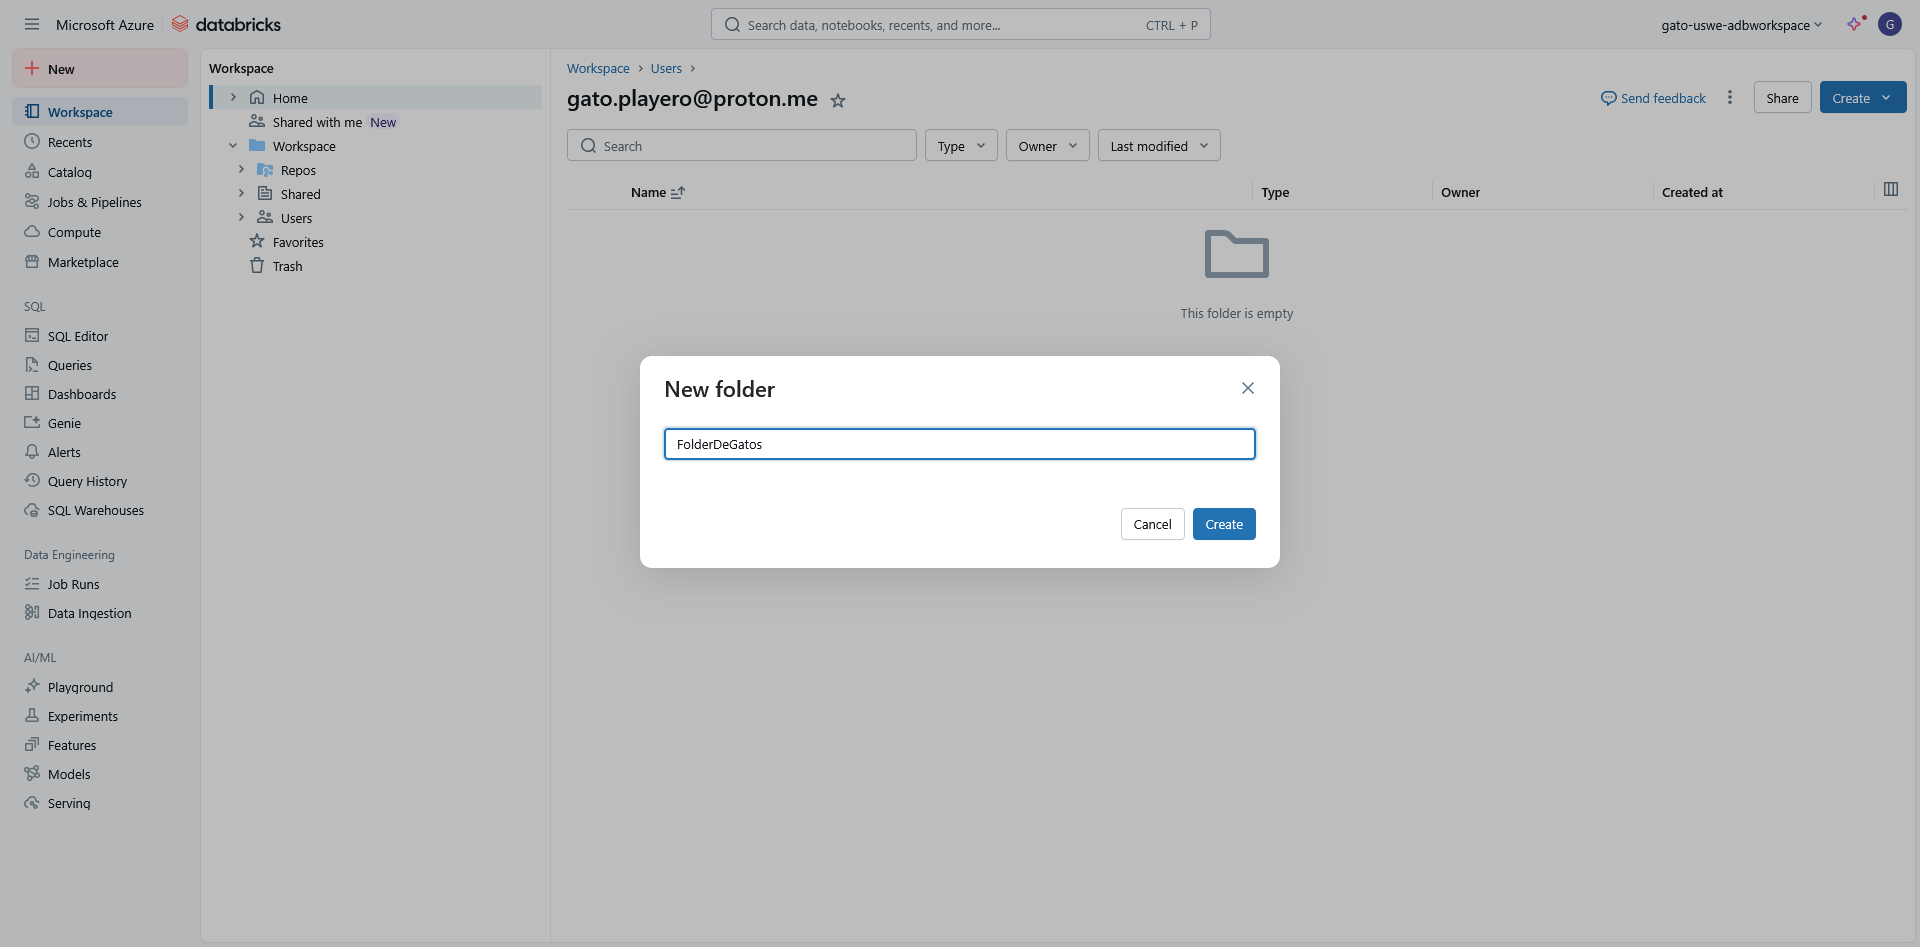 Microsoft Azure databricks
Search data, notebooks, recents, and more... CTRL + P
gato-uswe-adbworkspace G
New
Workspace
Recents
Catalog
Jobs & Pipelines
Compute
Marketplace
SQL
SQL Editor
Queries
Dashboards
Genie
Alerts
Query History
SQL Warehouses
Data Engineering
Job Runs
Data Ingestion
AI/ML
Playground
Experiments
Features
Models
Serving
Workspace
Home
Shared with me New
Workspace
Repos
Shared
Users
Favorites
Trash
Workspace › Users ›
gato.playero@proton.me
Send feedback Share Create
Search Type Owner Last modified
Name Type Owner Created at
This folder is empty
New folder
FolderDeGatos
Cancel Create